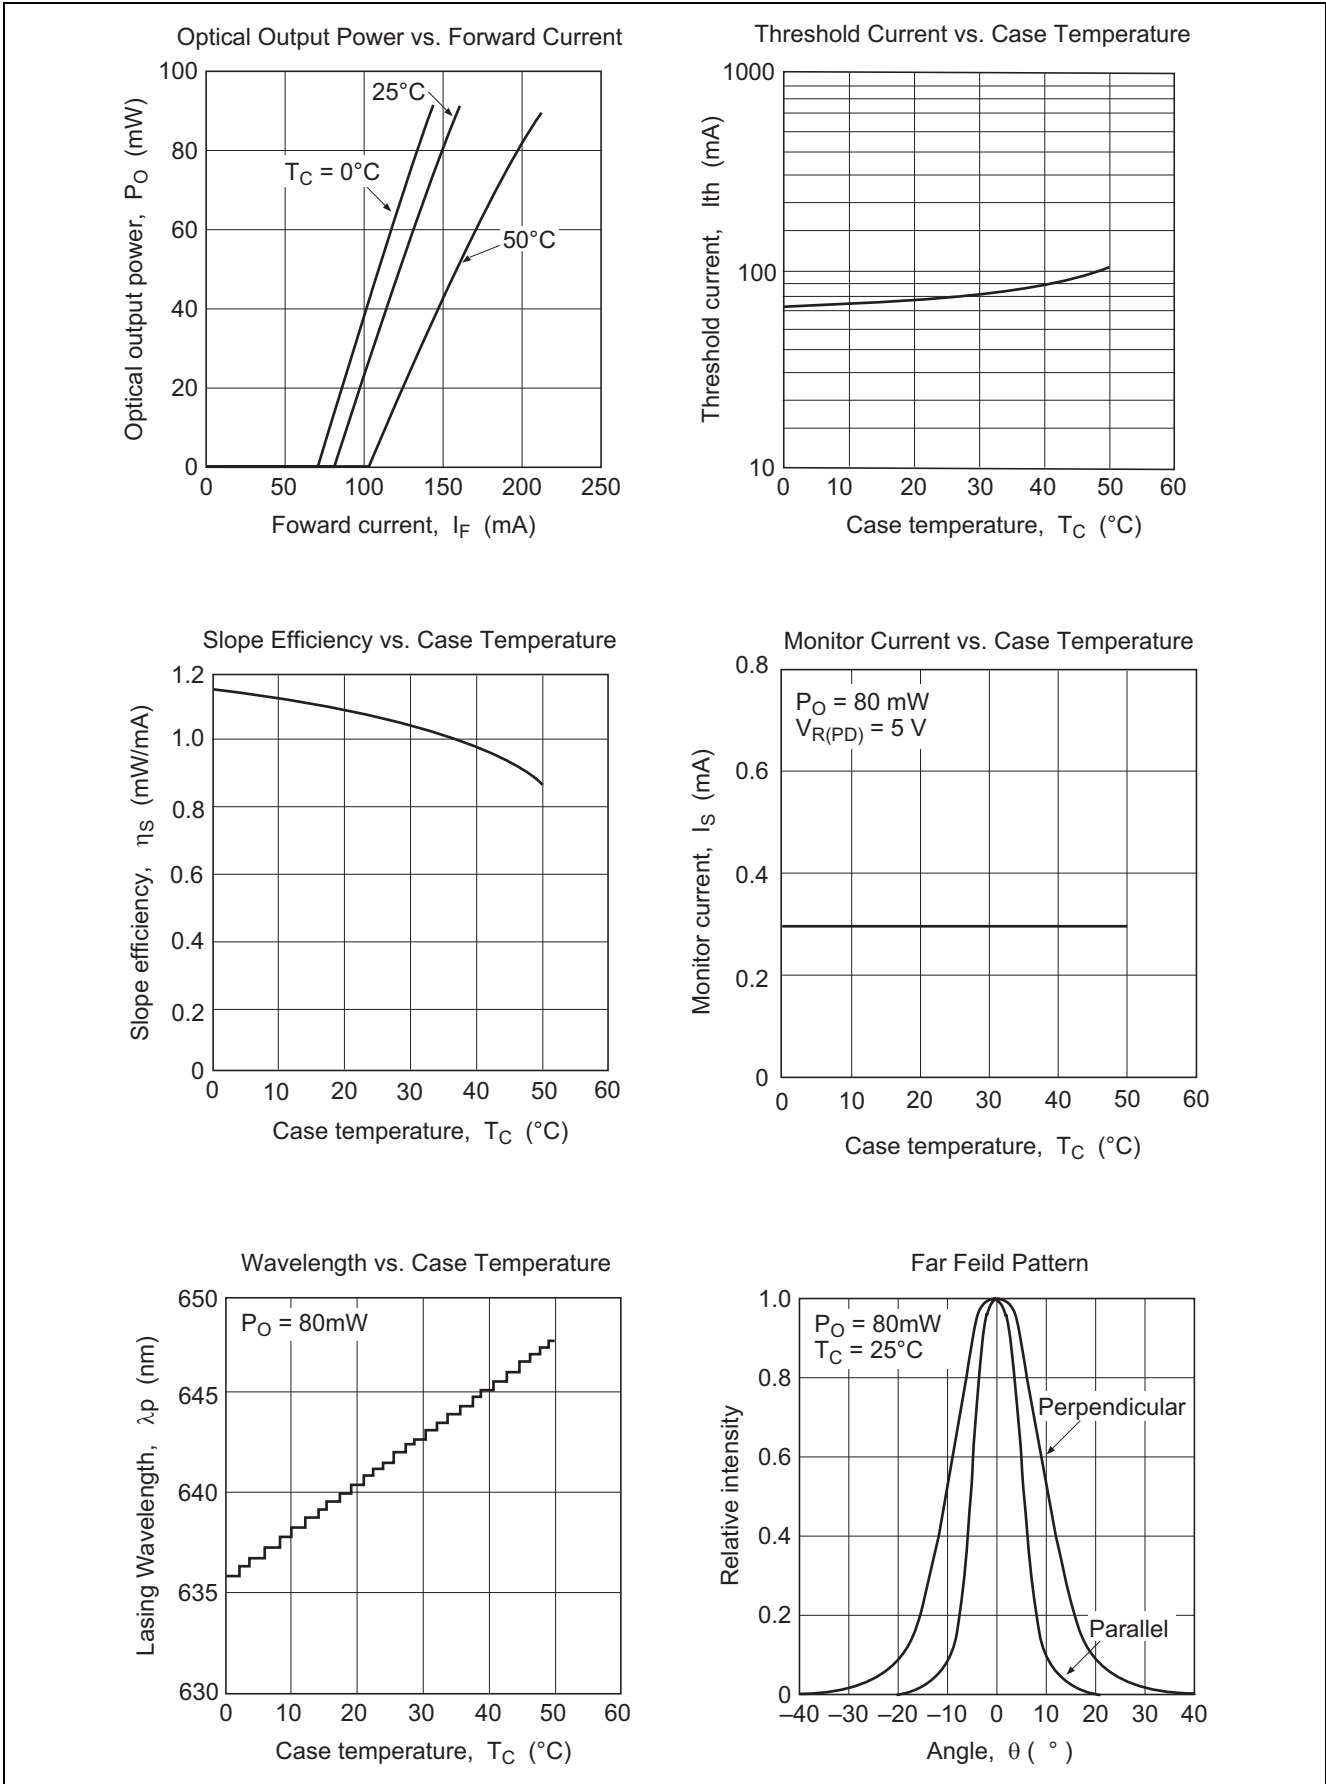 Optical Output Power vs. Forward Current
100
80
60
40
20
0
0 50 100 150 200 250
25°C
TC = 0°C
50°C
Optical output power, PO (mW)
Foward current, IF (mA)
Threshold Current vs. Case Temperature
1000
100
10
0 10 20 30 40 50 60
Threshold current, Ith (mA)
Case temperature, TC (°C)
Slope Efficiency vs. Case Temperature
1.2
1.0
0.8
0.6
0.4
0.2
0
0 10 20 30 40 50 60
Slope efficiency, ηs (mW/mA)
Case temperature, TC (°C)
Monitor Current vs. Case Temperature
0.8
0.6
0.4
0.2
0
0 10 20 30 40 50 60
PO = 80 mW
VR(PD) = 5 V
Monitor current, IS (mA)
Case temperature, TC (°C)
Wavelength vs. Case Temperature
650
645
640
635
630
0 10 20 30 40 50 60
PO = 80mW
Lasing Wavelength, λp (nm)
Case temperature, TC (°C)
Far Feild Pattern
1.0
0.8
0.6
0.4
0.2
0
–40 –30 –20 –10 0 10 20 30 40
PO = 80mW
TC = 25°C
Perpendicular
Parallel
Relative intensity
Angle, θ ( ° )